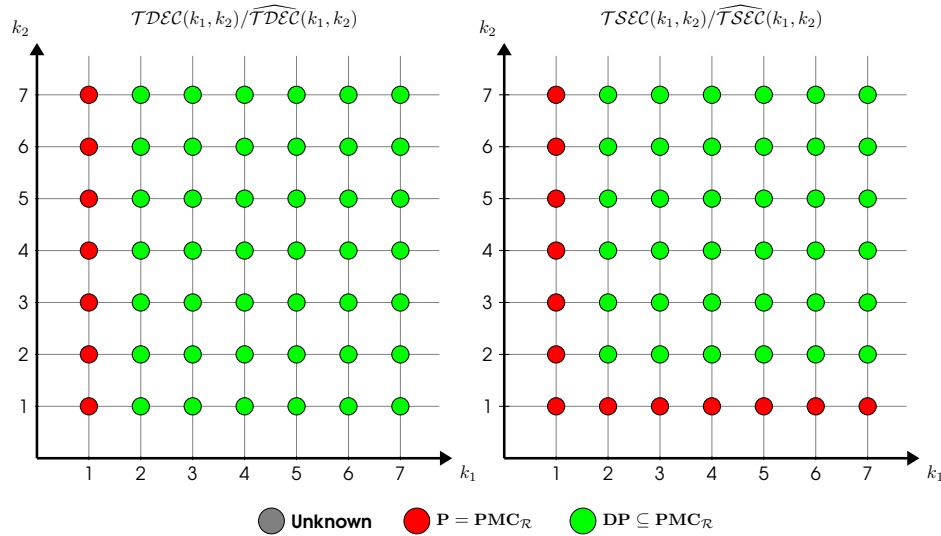 𝒯𝒟ℰ𝒞(k₁, k₂)/𝒯𝒟ℰ𝒞̂(k₁, k₂)
k₂
7
6
5
4
3
2
1
1 2 3 4 5 6 7 k₁
𝒯𝒮ℰ𝒞(k₁, k₂)/𝒯𝒮ℰ𝒞̂(k₁, k₂)
k₂
7
6
5
4
3
2
1
1 2 3 4 5 6 7 k₁
Unknown P = PMC_ℛ DP ⊆ PMC_ℛ